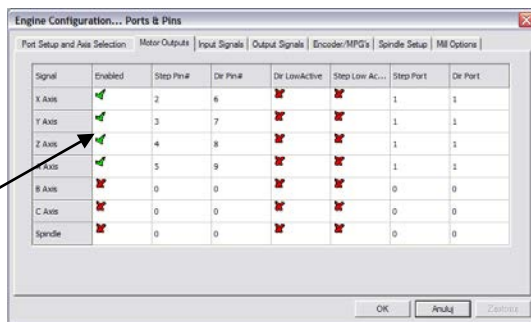 Engine Configuration... Ports & Pins
Port Setup and Axis Selection Motor Outputs Input Signals Output Signals Encoder/MPG's Spindle Setup Mill Options
Signal Enabled Step Pin# Dir Pin# Dir LowActive Step Low Ac... Step Port Dir Port
X Axis 2 6 1 1
Y Axis 3 7 1 1
Z Axis 4 8 1 1
A Axis 5 9 1 1
B Axis 0 0 0 0
C Axis 0 0 0 0
Spindle 0 0 0 0
OK Anuluj